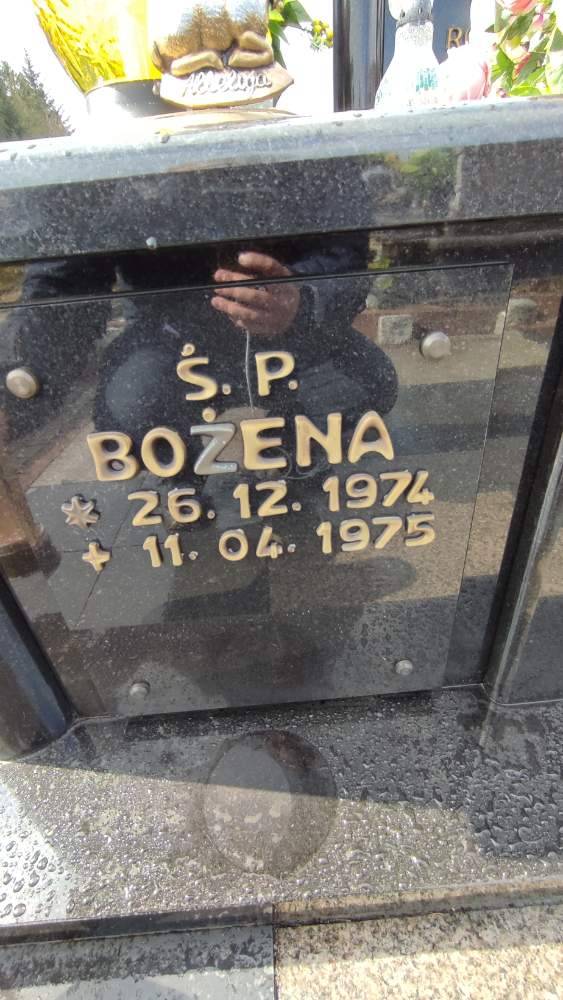 Ś. P.
BOŻENA
* 26. 12. 1974
+ 11. 04. 1975